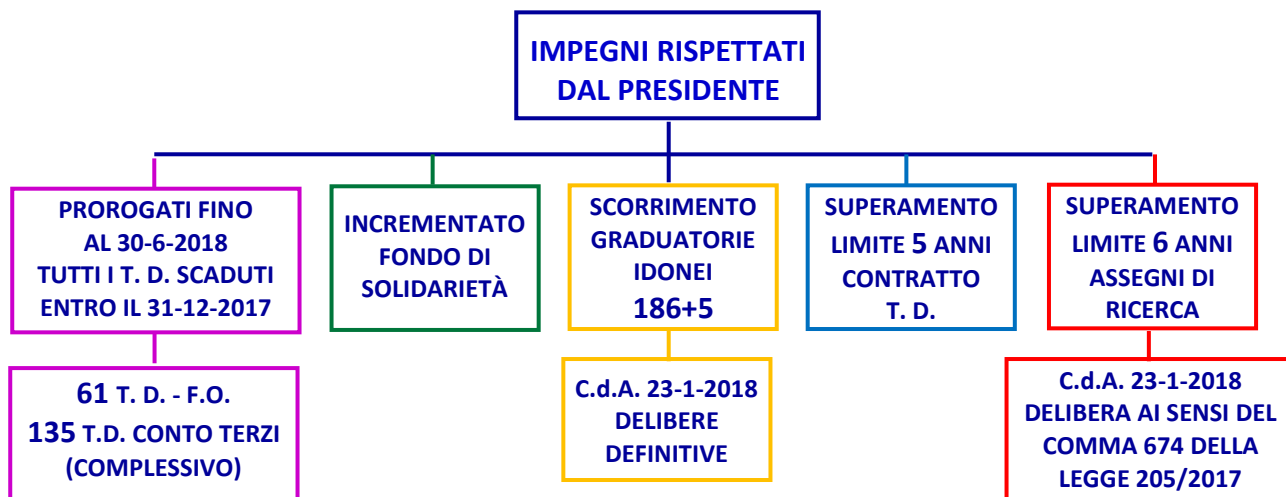 IMPEGNI RISPETTATI
DAL PRESIDENTE
PROROGATI FINO
AL 30-6-2018
TUTTI I T. D. SCADUTI
ENTRO IL 31-12-2017
INCREMENTATO
FONDO DI
SOLIDARIETÀ
SCORRIMENTO
GRADUATORIE
IDONEI
186+5
SUPERAMENTO
LIMITE 5 ANNI
CONTRATTO
T. D.
SUPERAMENTO
LIMITE 6 ANNI
ASSEGNI DI
RICERCA
61 T. D. - F.O.
135 T.D. CONTO TERZI
(COMPLESSIVO)
C.d.A. 23-1-2018
DELIBERE
DEFINITIVE
C.d.A. 23-1-2018
DELIBERA AI SENSI DEL
COMMA 674 DELLA
LEGGE 205/2017